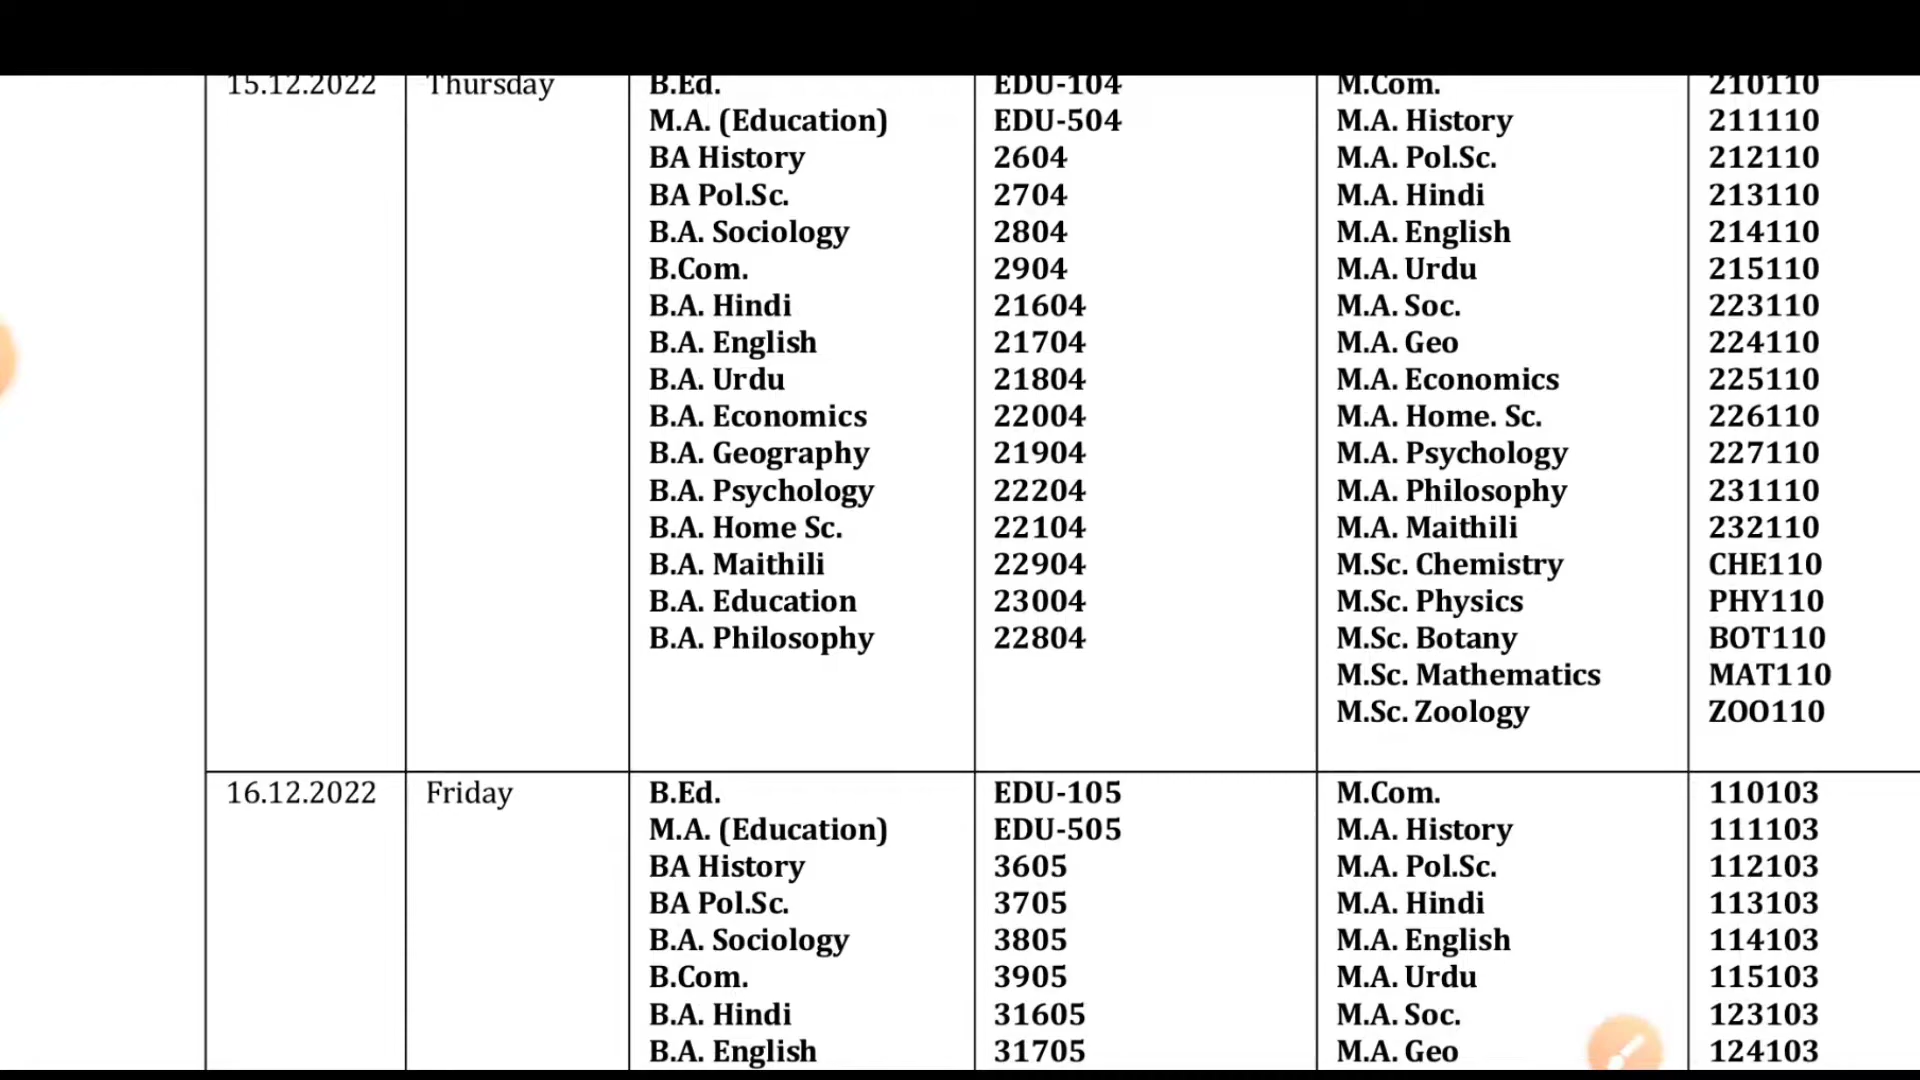 15.12.2022 Thursday B.Ed. EDU-104 M.Com. 210110
M.A. (Education) EDU-504 M.A. History 211110
BA History 2604 M.A. Pol.Sc. 212110
BA Pol.Sc. 2704 M.A. Hindi 213110
B.A. Sociology 2804 M.A. English 214110
B.Com. 2904 M.A. Urdu 215110
B.A. Hindi 21604 M.A. Soc. 223110
B.A. English 21704 M.A. Geo 224110
B.A. Urdu 21804 M.A. Economics 225110
B.A. Economics 22004 M.A. Home. Sc. 226110
B.A. Geography 21904 M.A. Psychology 227110
B.A. Psychology 22204 M.A. Philosophy 231110
B.A. Home Sc. 22104 M.A. Maithili 232110
B.A. Maithili 22904 M.Sc. Chemistry CHE110
B.A. Education 23004 M.Sc. Physics PHY110
B.A. Philosophy 22804 M.Sc. Botany BOT110
M.Sc. Mathematics MAT110
M.Sc. Zoology ZOO110
16.12.2022 Friday B.Ed. EDU-105 M.Com. 110103
M.A. (Education) EDU-505 M.A. History 111103
BA History 3605 M.A. Pol.Sc. 112103
BA Pol.Sc. 3705 M.A. Hindi 113103
B.A. Sociology 3805 M.A. English 114103
B.Com. 3905 M.A. Urdu 115103
B.A. Hindi 31605 M.A. Soc. 123103
B.A. English 31705 M.A. Geo 124103